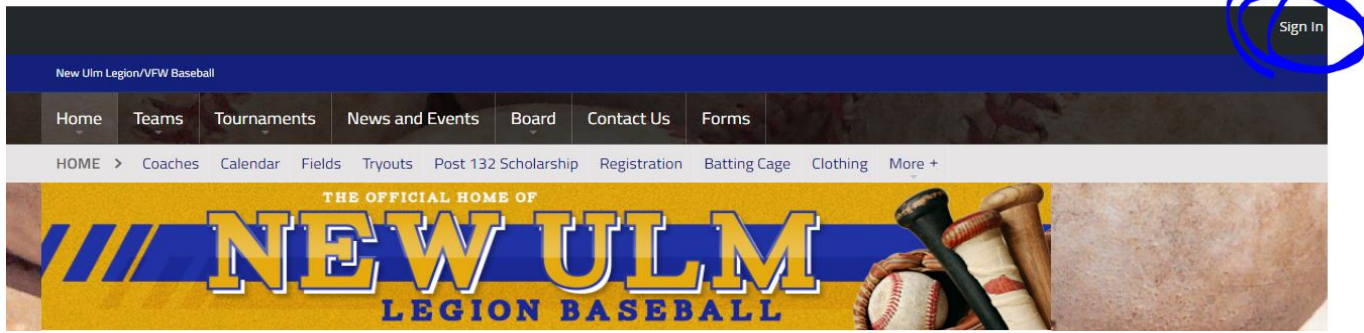 Sign In
New Ulm Legion/VFW Baseball
Home Teams Tournaments News and Events Board Contact Us Forms
HOME > Coaches Calendar Fields Tryouts Post 132 Scholarship Registration Batting Cage Clothing More +
THE OFFICIAL HOME OF
NEW ULM
LEGION BASEBALL